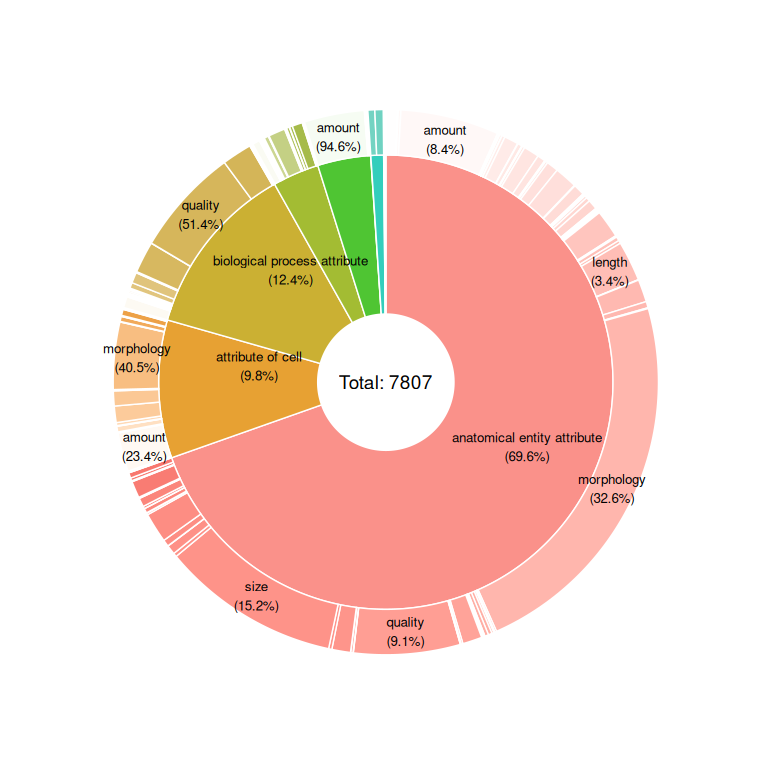 amount
(94.6%)
amount
(8.4%)
quality
(51.4%)
biological process attribute
(12.4%)
length
(3.4%)
morphology
(40.5%)
attribute of cell
(9.8%)
Total: 7807
amount
(23.4%)
anatomical entity attribute
(69.6%)
morphology
(32.6%)
size
(15.2%)
quality
(9.1%)